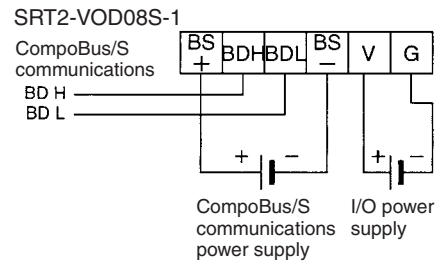 SRT2-VOD08S-1
CompoBus/S
communications
BS
+
BDH
BDL
BS
−
V
G
BD H
BD L
+ −
+ −
CompoBus/S
communications
power supply
I/O power
supply